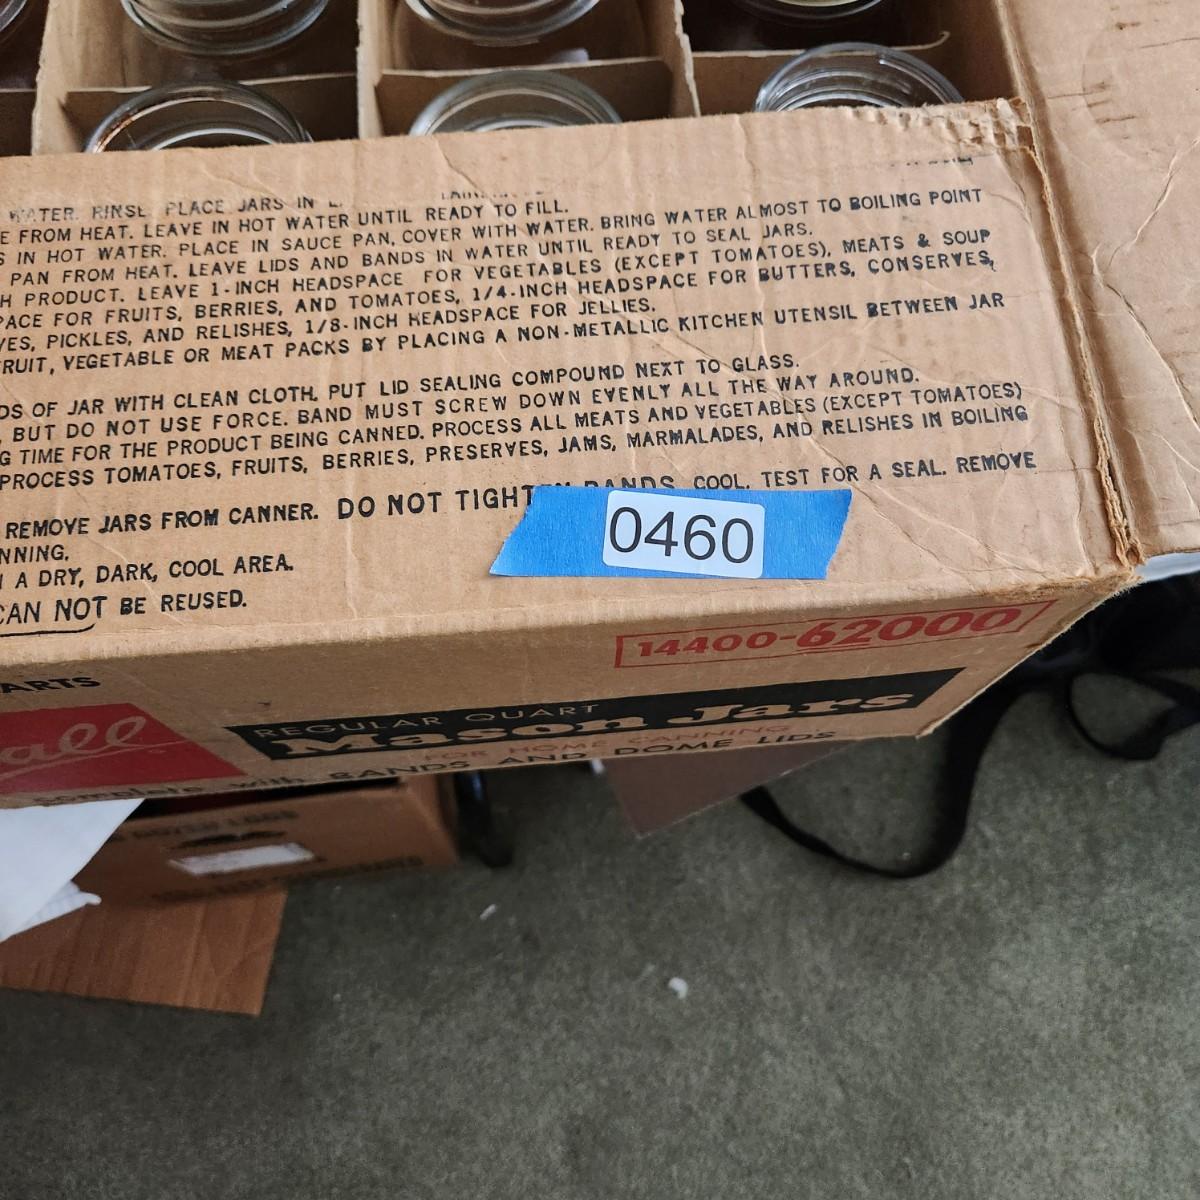 WATER. RINSE. PLACE JARS IN
E FROM HEAT. LEAVE IN HOT WATER UNTIL READY TO FILL.
S IN HOT WATER. PLACE IN SAUCE PAN, COVER WITH WATER. BRING WATER ALMOST TO BOILING POINT
PAN FROM HEAT. LEAVE LIDS AND BANDS IN WATER UNTIL READY TO SEAL JARS.
H PRODUCT. LEAVE 1-INCH HEADSPACE FOR VEGETABLES (EXCEPT TOMATOES), MEATS & SOUP
PACE FOR FRUITS, BERRIES, AND TOMATOES, 1/4-INCH HEADSPACE FOR BUTTERS, CONSERVES,
VES, PICKLES, AND RELISHES, 1/8-INCH HEADSPACE FOR JELLIES.
RUIT, VEGETABLE OR MEAT PACKS BY PLACING A NON-METALLIC KITCHEN UTENSIL BETWEEN JAR
DS OF JAR WITH CLEAN CLOTH. PUT LID SEALING COMPOUND NEXT TO GLASS.
, BUT DO NOT USE FORCE. BAND MUST SCREW DOWN EVENLY ALL THE WAY AROUND.
G TIME FOR THE PRODUCT BEING CANNED. PROCESS ALL MEATS AND VEGETABLES (EXCEPT TOMATOES)
PROCESS TOMATOES, FRUITS, BERRIES, PRESERVES, JAMS, MARMALADES, AND RELISHES IN BOILING
REMOVE JARS FROM CANNER. DO NOT TIGHTEN BANDS. COOL. TEST FOR A SEAL. REMOVE
NNING.
A DRY, DARK, COOL AREA.
CAN NOT BE REUSED.
0460
14400-62000
ARTS
Ball
REGULAR QUART
Mason Jars
FOR HOME CANNING
complete with BANDS AND DOME LIDS